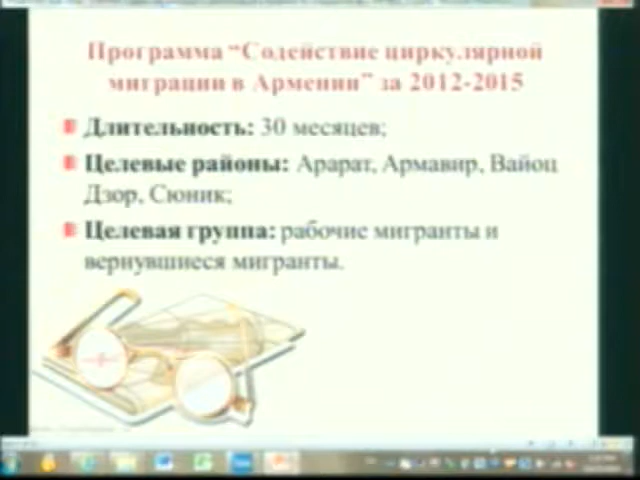 Программа “Содействие циркулярной
миграции в Армении” за 2012-2015
Длительность: 30 месяцев;
Целевые районы: Арарат, Армавир, Вайоц
Дзор, Сюник;
Целевая группа: рабочие мигранты и
вернувшиеся мигранты.